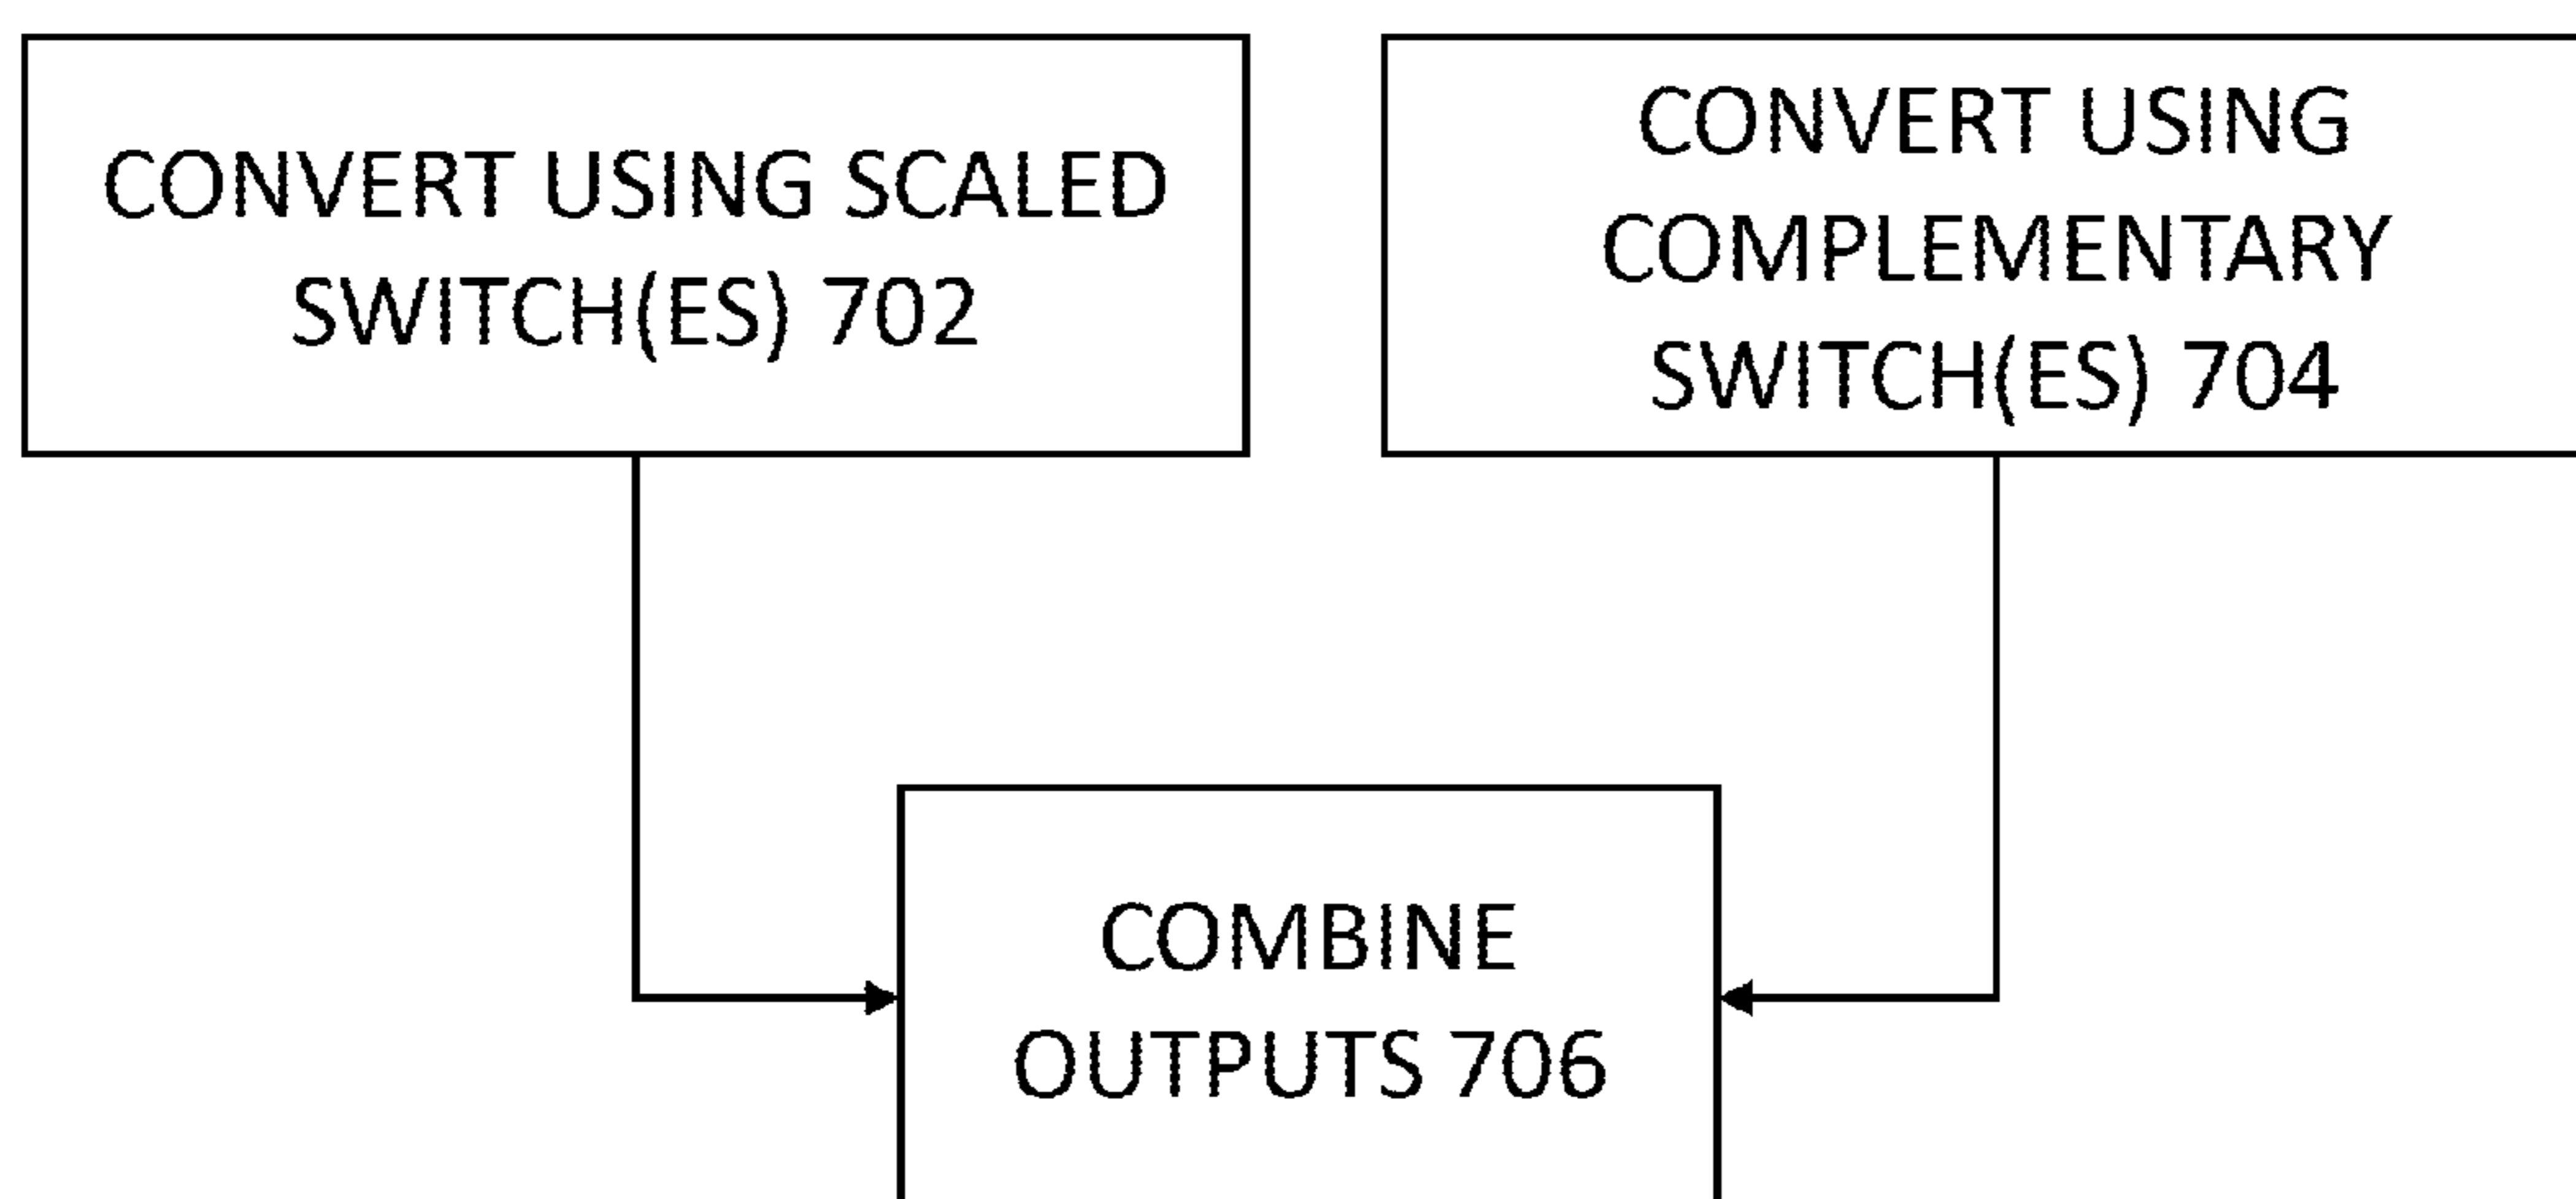 CONVERT USING SCALED
SWITCH(ES) 702
CONVERT USING
COMPLEMENTARY
SWITCH(ES) 704
COMBINE
OUTPUTS 706